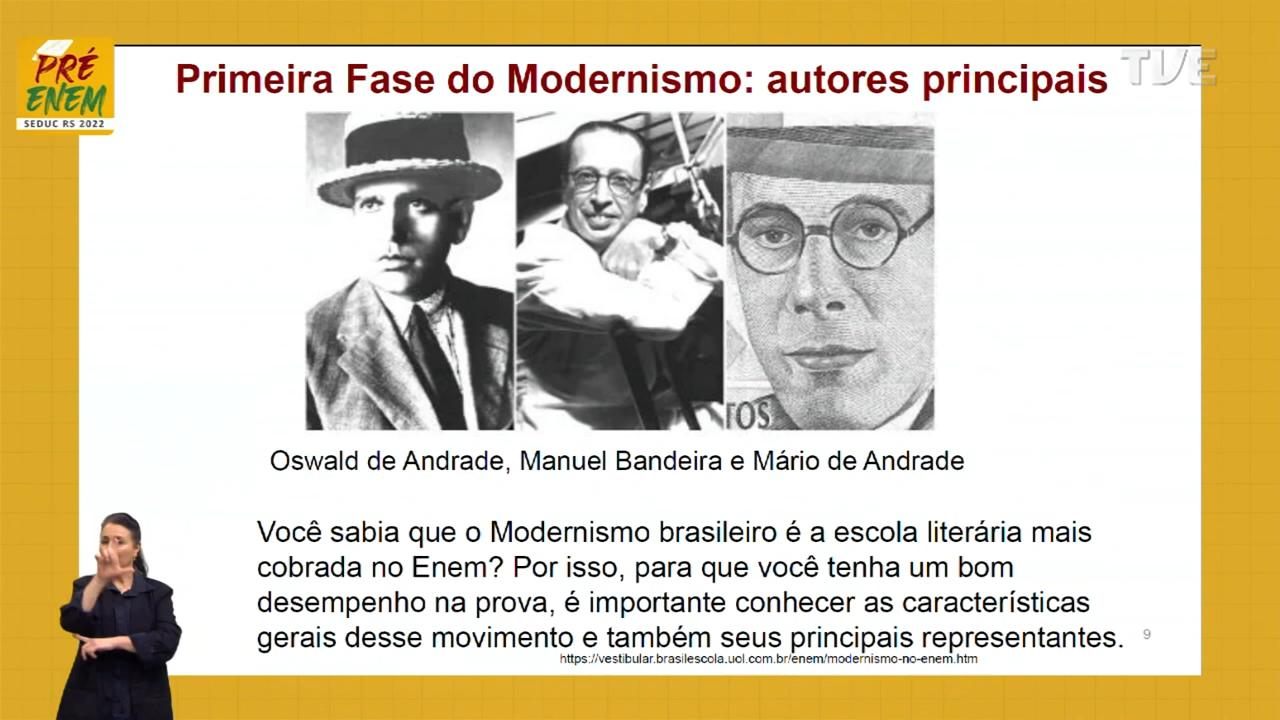 PRÉ
ENEM
SEDUC RS 2022
TVE
Primeira Fase do Modernismo: autores principais
TOS
Oswald de Andrade, Manuel Bandeira e Mário de Andrade
Você sabia que o Modernismo brasileiro é a escola literária mais
cobrada no Enem? Por isso, para que você tenha um bom
desempenho na prova, é importante conhecer as características
gerais desse movimento e também seus principais representantes.
9
https://vestibular.brasilescola.uol.com.br/enem/modernismo-no-enem.htm